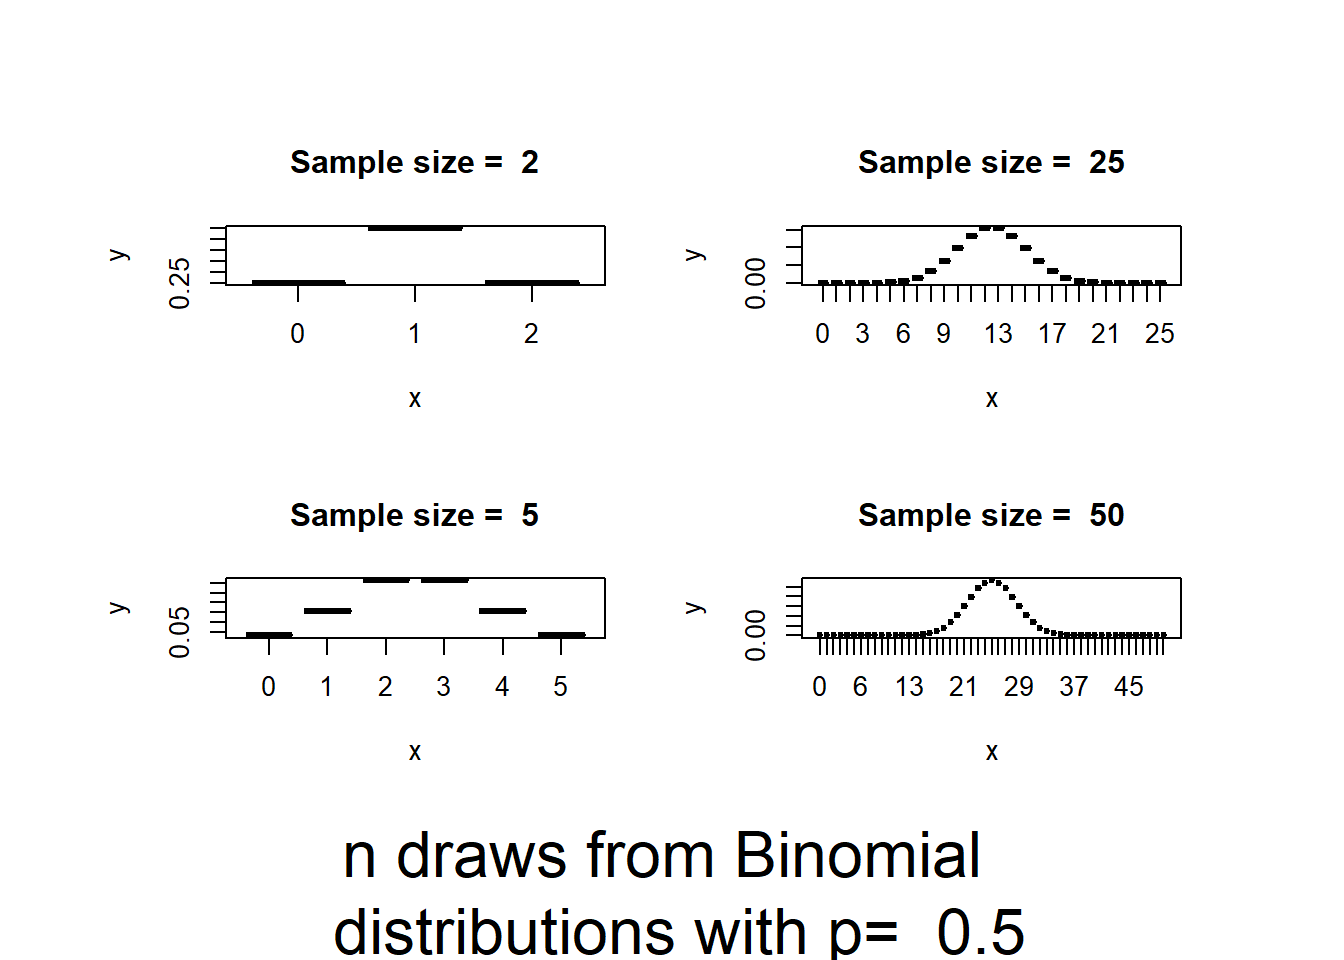 Sample size =  2
y
0.25
0 1 2
x
Sample size =  25
y
0.00
0 3 6 9 13 17 21 25
x
Sample size =  5
y
0.05
0 1 2 3 4 5
x
Sample size =  50
y
0.00
0 6 13 21 29 37 45
x
n draws from Binomial
distributions with p=  0.5